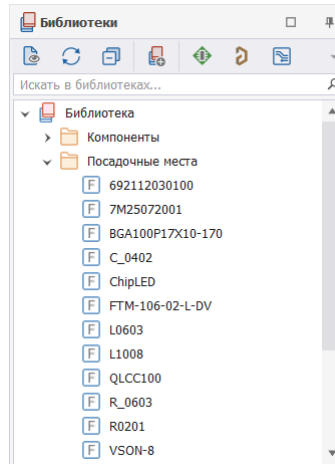 Библиотеки
Искать в библиотеках...
Библиотека
Компоненты
Посадочные места
F 692112030100
F 7M25072001
F BGA100P17X10-170
F C_0402
F ChipLED
F FTM-106-02-L-DV
F L0603
F L1008
F QLCC100
F R_0603
F R0201
F VSON-8